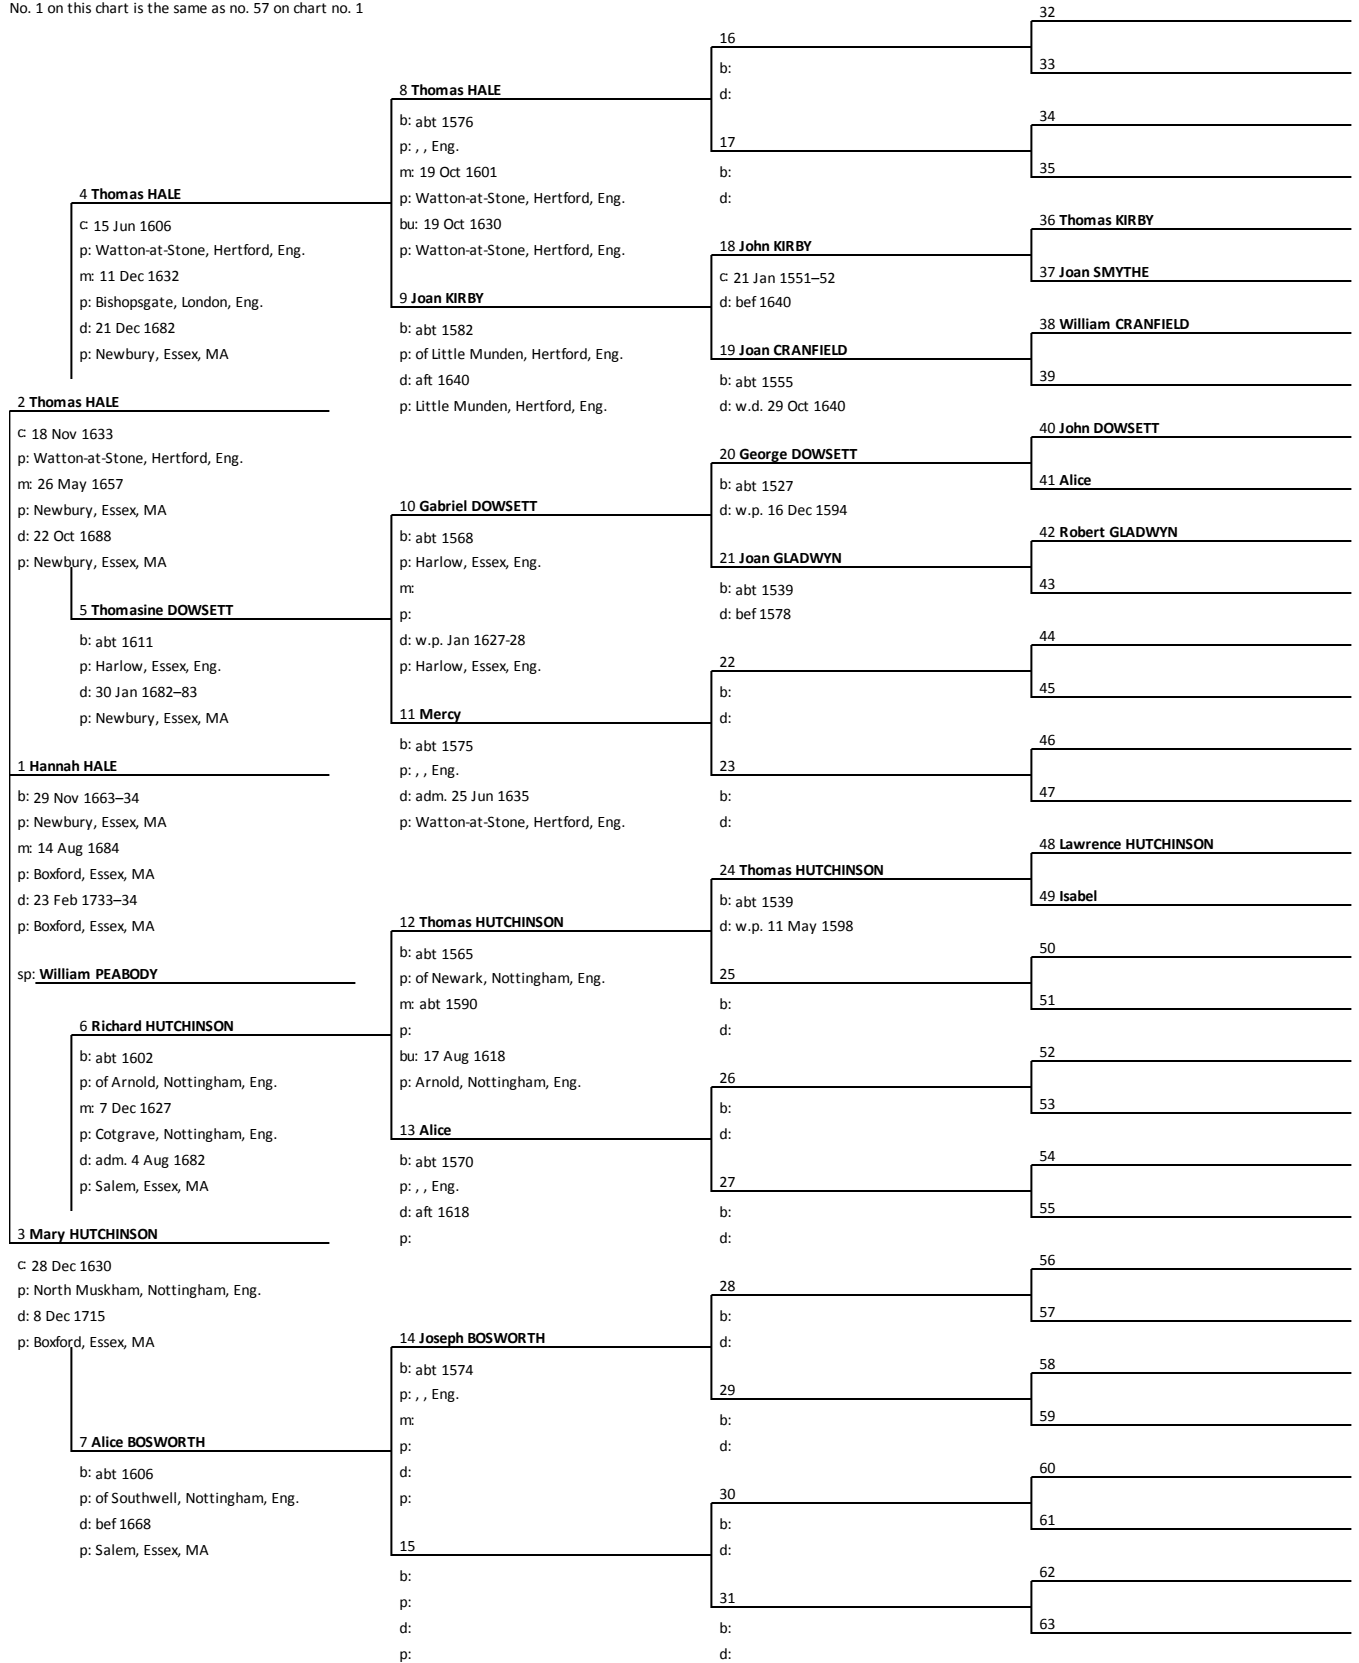 No. 1 on this chart is the same as no. 57 on chart no. 1
2 Thomas HALE
c: 18 Nov 1633
p: Watton-at-Stone, Hertford, Eng.
m: 26 May 1657
p: Newbury, Essex, MA
d: 22 Oct 1688
p: Newbury, Essex, MA
1 Hannah HALE
b: 29 Nov 1663–34
p: Newbury, Essex, MA
m: 14 Aug 1684
p: Boxford, Essex, MA
d: 23 Feb 1733–34
p: Boxford, Essex, MA
sp: William PEABODY
3 Mary HUTCHINSON
c: 28 Dec 1630
p: North Muskham, Nottingham, Eng.
d: 8 Dec 1715
p: Boxford, Essex, MA
4 Thomas HALE
c: 15 Jun 1606
p: Watton-at-Stone, Hertford, Eng.
m: 11 Dec 1632
p: Bishopsgate, London, Eng.
d: 21 Dec 1682
p: Newbury, Essex, MA
5 Thomasine DOWSETT
b: abt 1611
p: Harlow, Essex, Eng.
d: 30 Jan 1682–83
p: Newbury, Essex, MA
6 Richard HUTCHINSON
b: abt 1602
p: of Arnold, Nottingham, Eng.
m: 7 Dec 1627
p: Cotgrave, Nottingham, Eng.
d: adm. 4 Aug 1682
p: Salem, Essex, MA
7 Alice BOSWORTH
b: abt 1606
p: of Southwell, Nottingham, Eng.
d: bef 1668
p: Salem, Essex, MA
8 Thomas HALE
b: abt 1576
p: , , Eng.
m: 19 Oct 1601
p: Watton-at-Stone, Hertford, Eng.
bu: 19 Oct 1630
p: Watton-at-Stone, Hertford, Eng.
9 Joan KIRBY
b: abt 1582
p: of Little Munden, Hertford, Eng.
d: aft 1640
p: Little Munden, Hertford, Eng.
10 Gabriel DOWSETT
b: abt 1568
p: Harlow, Essex, Eng.
m:
p:
d: w.p. Jan 1627-28
p: Harlow, Essex, Eng.
11 Mercy
b: abt 1575
p: , , Eng.
d: adm. 25 Jun 1635
p: Watton-at-Stone, Hertford, Eng.
12 Thomas HUTCHINSON
b: abt 1565
p: of Newark, Nottingham, Eng.
m: abt 1590
p:
bu: 17 Aug 1618
p: Arnold, Nottingham, Eng.
13 Alice
b: abt 1570
p: , , Eng.
d: aft 1618
p:
14 Joseph BOSWORTH
b: abt 1574
p: , , Eng.
m:
p:
d:
p:
15
b:
p:
d:
p:
16
b:
d:
17
b:
d:
18 John KIRBY
c: 21 Jan 1551–52
d: bef 1640
19 Joan CRANFIELD
b: abt 1555
d: w.d. 29 Oct 1640
20 George DOWSETT
b: abt 1527
d: w.p. 16 Dec 1594
21 Joan GLADWYN
b: abt 1539
d: bef 1578
22
b:
d:
23
b:
d:
24 Thomas HUTCHINSON
b: abt 1539
d: w.p. 11 May 1598
25
b:
d:
26
b:
d:
27
b:
d:
28
b:
d:
29
b:
d:
30
b:
d:
31
b:
d:
32
33
34
35
36 Thomas KIRBY
37 Joan SMYTHE
38 William CRANFIELD
39
40 John DOWSETT
41 Alice
42 Robert GLADWYN
43
44
45
46
47
48 Lawrence HUTCHINSON
49 Isabel
50
51
52
53
54
55
56
57
58
59
60
61
62
63